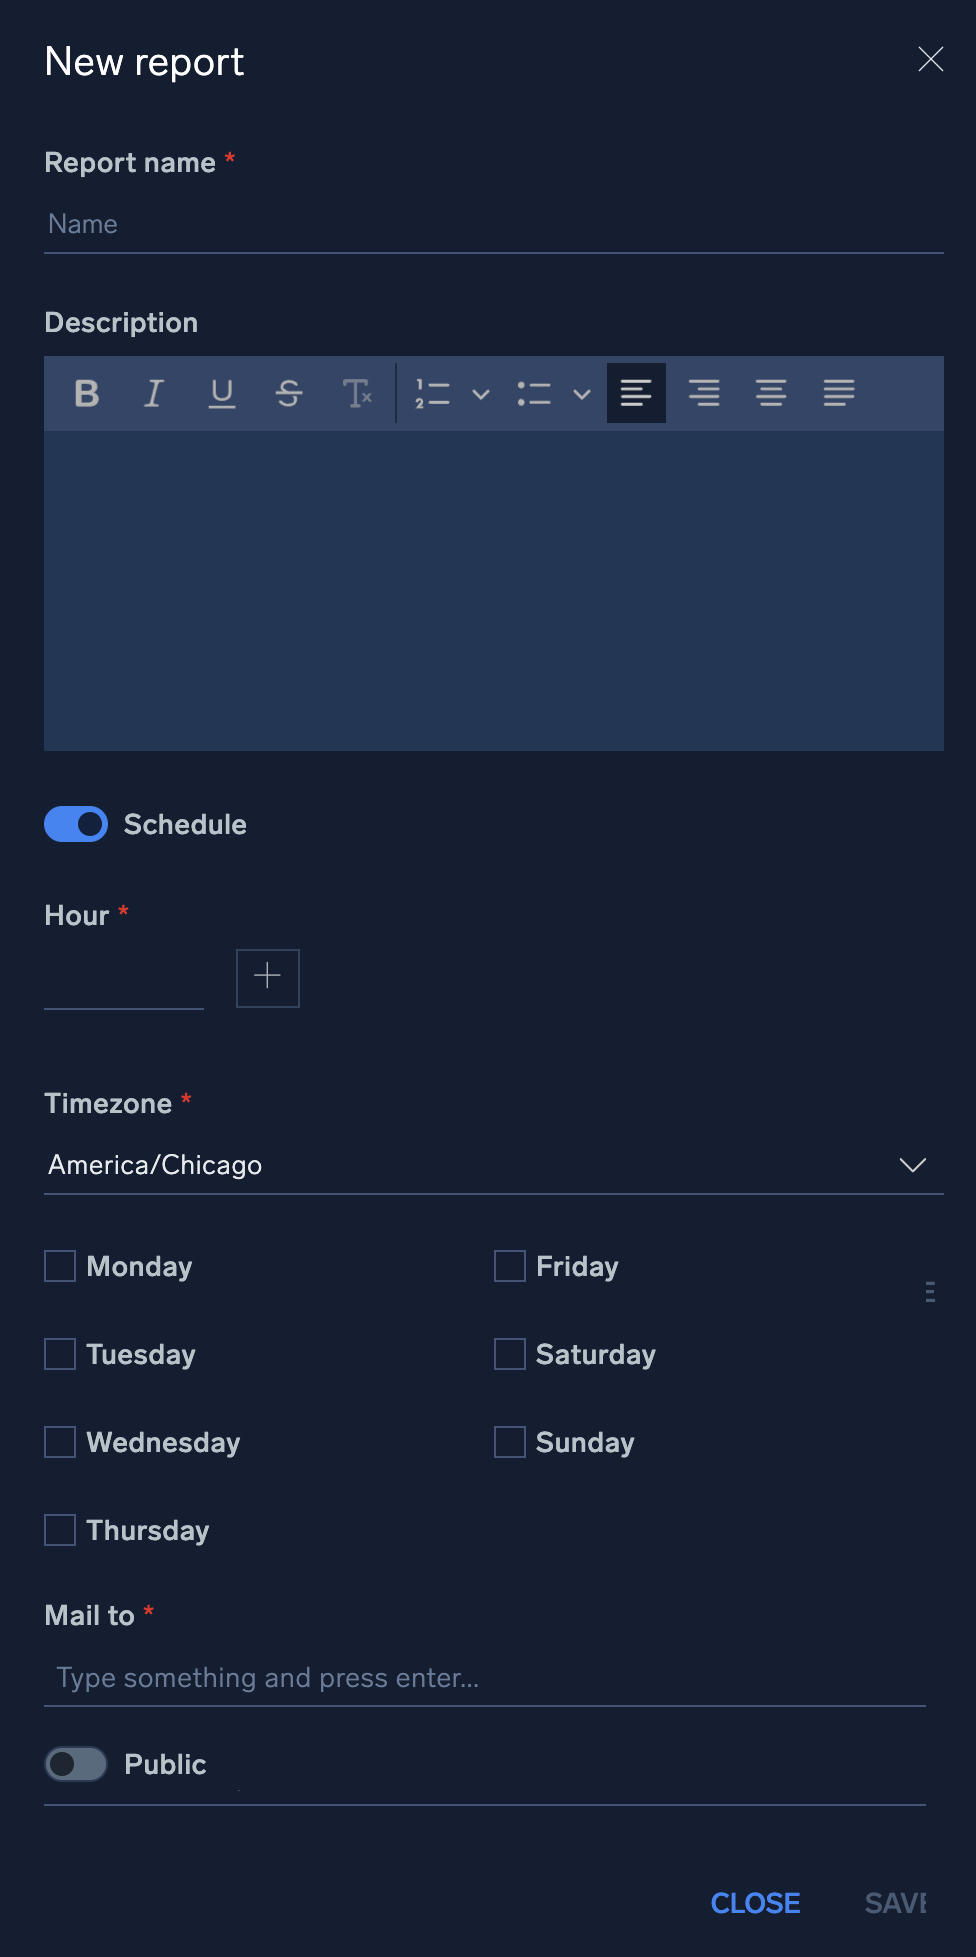 New report
Report name *
Name
Description
Schedule
Hour *
Timezone *
America/Chicago
Monday
Friday
Tuesday
Saturday
Wednesday
Sunday
Thursday
Mail to *
Type something and press enter...
Public
CLOSE SAVE